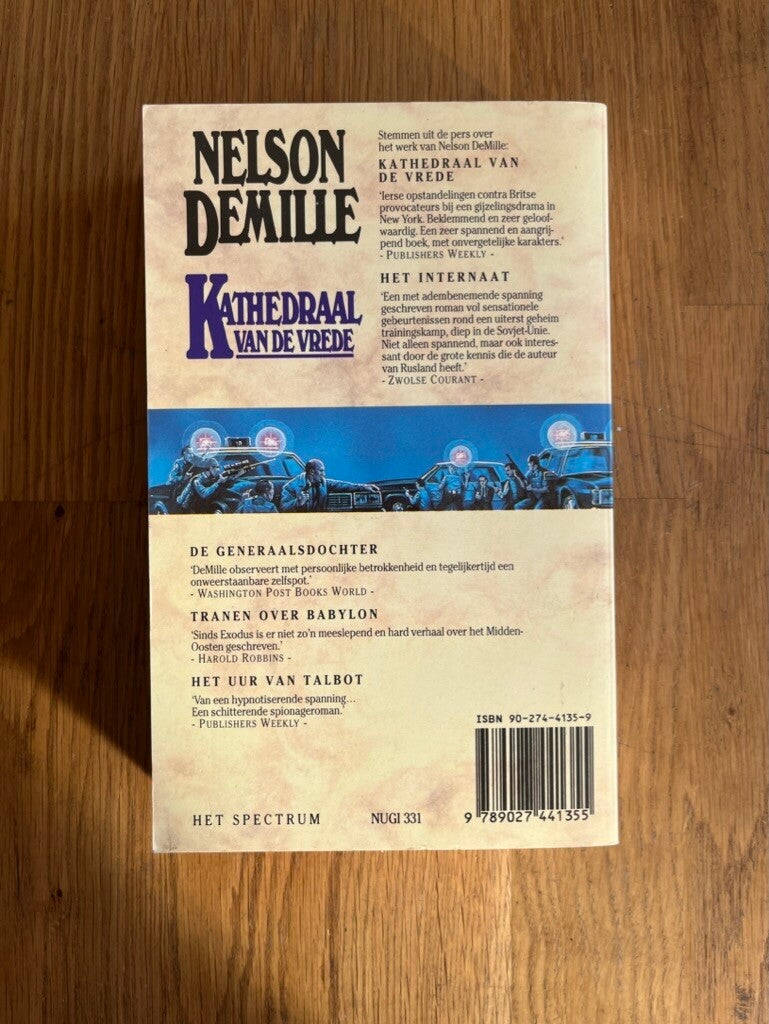 NELSON
DEMILLE
KATHEDRAAL
VAN DE VREDE
Stemmen uit de pers over
het werk van Nelson DeMille:
KATHEDRAAL VAN
DE VREDE
'Ierse opstandelingen contra Britse
provocateurs bij een gijzelingsdrama in
New York. Beklemmend en zeer geloof-
waardig. Een zeer spannend en aangrij-
pend boek, met onvergetelijke karakters.'
- PUBLISHERS WEEKLY -
HET INTERNAAT
'Een met adembenemende spanning
geschreven roman vol sensationele
gebeurtenissen rond een uiterst geheim
trainingskamp, diep in de Sovjet-Unie.
Niet alleen spannend, maar ook interes-
sant door de grote kennis die de auteur
van Rusland heeft.'
- ZWOLSE COURANT -
DE GENERAALSDOCHTER
'DeMille observeert met persoonlijke betrokkenheid en tegelijkertijd een
onweerstaanbare zelfspot.'
- WASHINGTON POST BOOKS WORLD -
TRANEN OVER BABYLON
'Sinds Exodus is er niet zo'n meeslepend en hard verhaal over het Midden-
Oosten geschreven.'
- HAROLD ROBBINS -
HET UUR VAN TALBOT
'Van een hypnotiserende spanning...
Een schitterende spionageroman.'
- PUBLISHERS WEEKLY -
ISBN 90-274-4135-9
9 789027 441355
HET SPECTRUM
NUGI 331